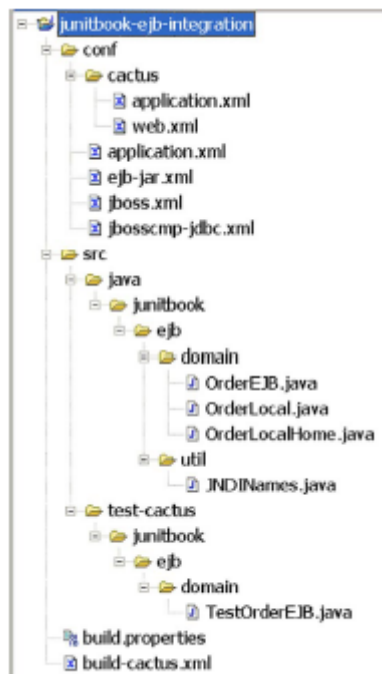 junitbook-ejb-integration
conf
cactus
application.xml
web.xml
application.xml
ejb-jar.xml
jboss.xml
jbosscmp-jdbc.xml
src
java
junitbook
ejb
domain
OrderEJB.java
OrderLocal.java
OrderLocalHome.java
util
JNDINames.java
test-cactus
junitbook
ejb
domain
TestOrderEJB.java
build.properties
build-cactus.xml